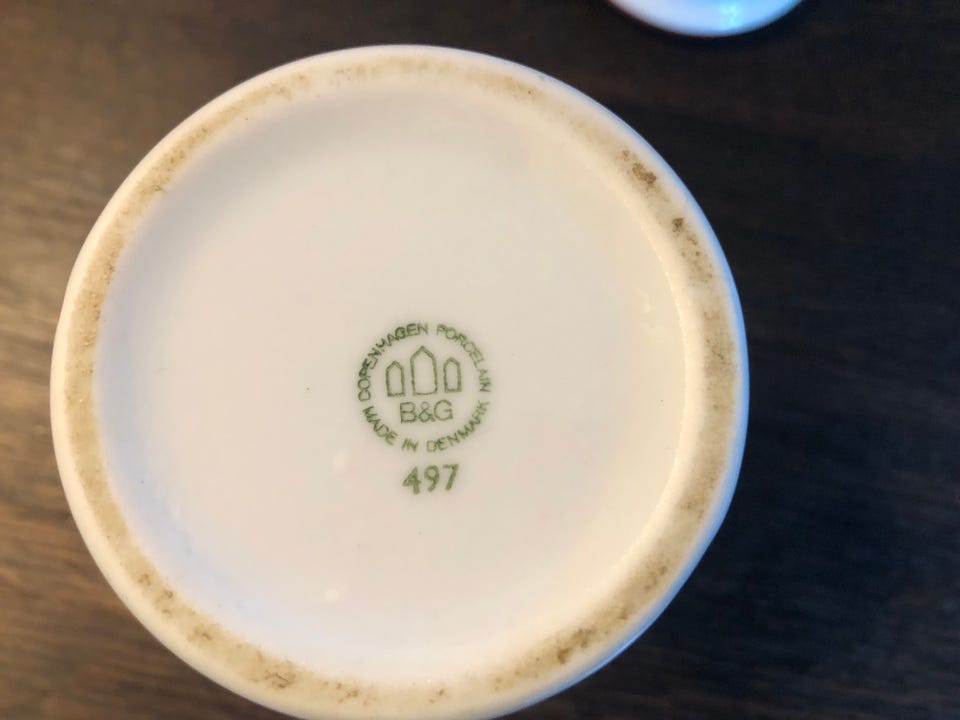 COPENHAGEN PORCELAIN
B&G
MADE IN DENMARK
497